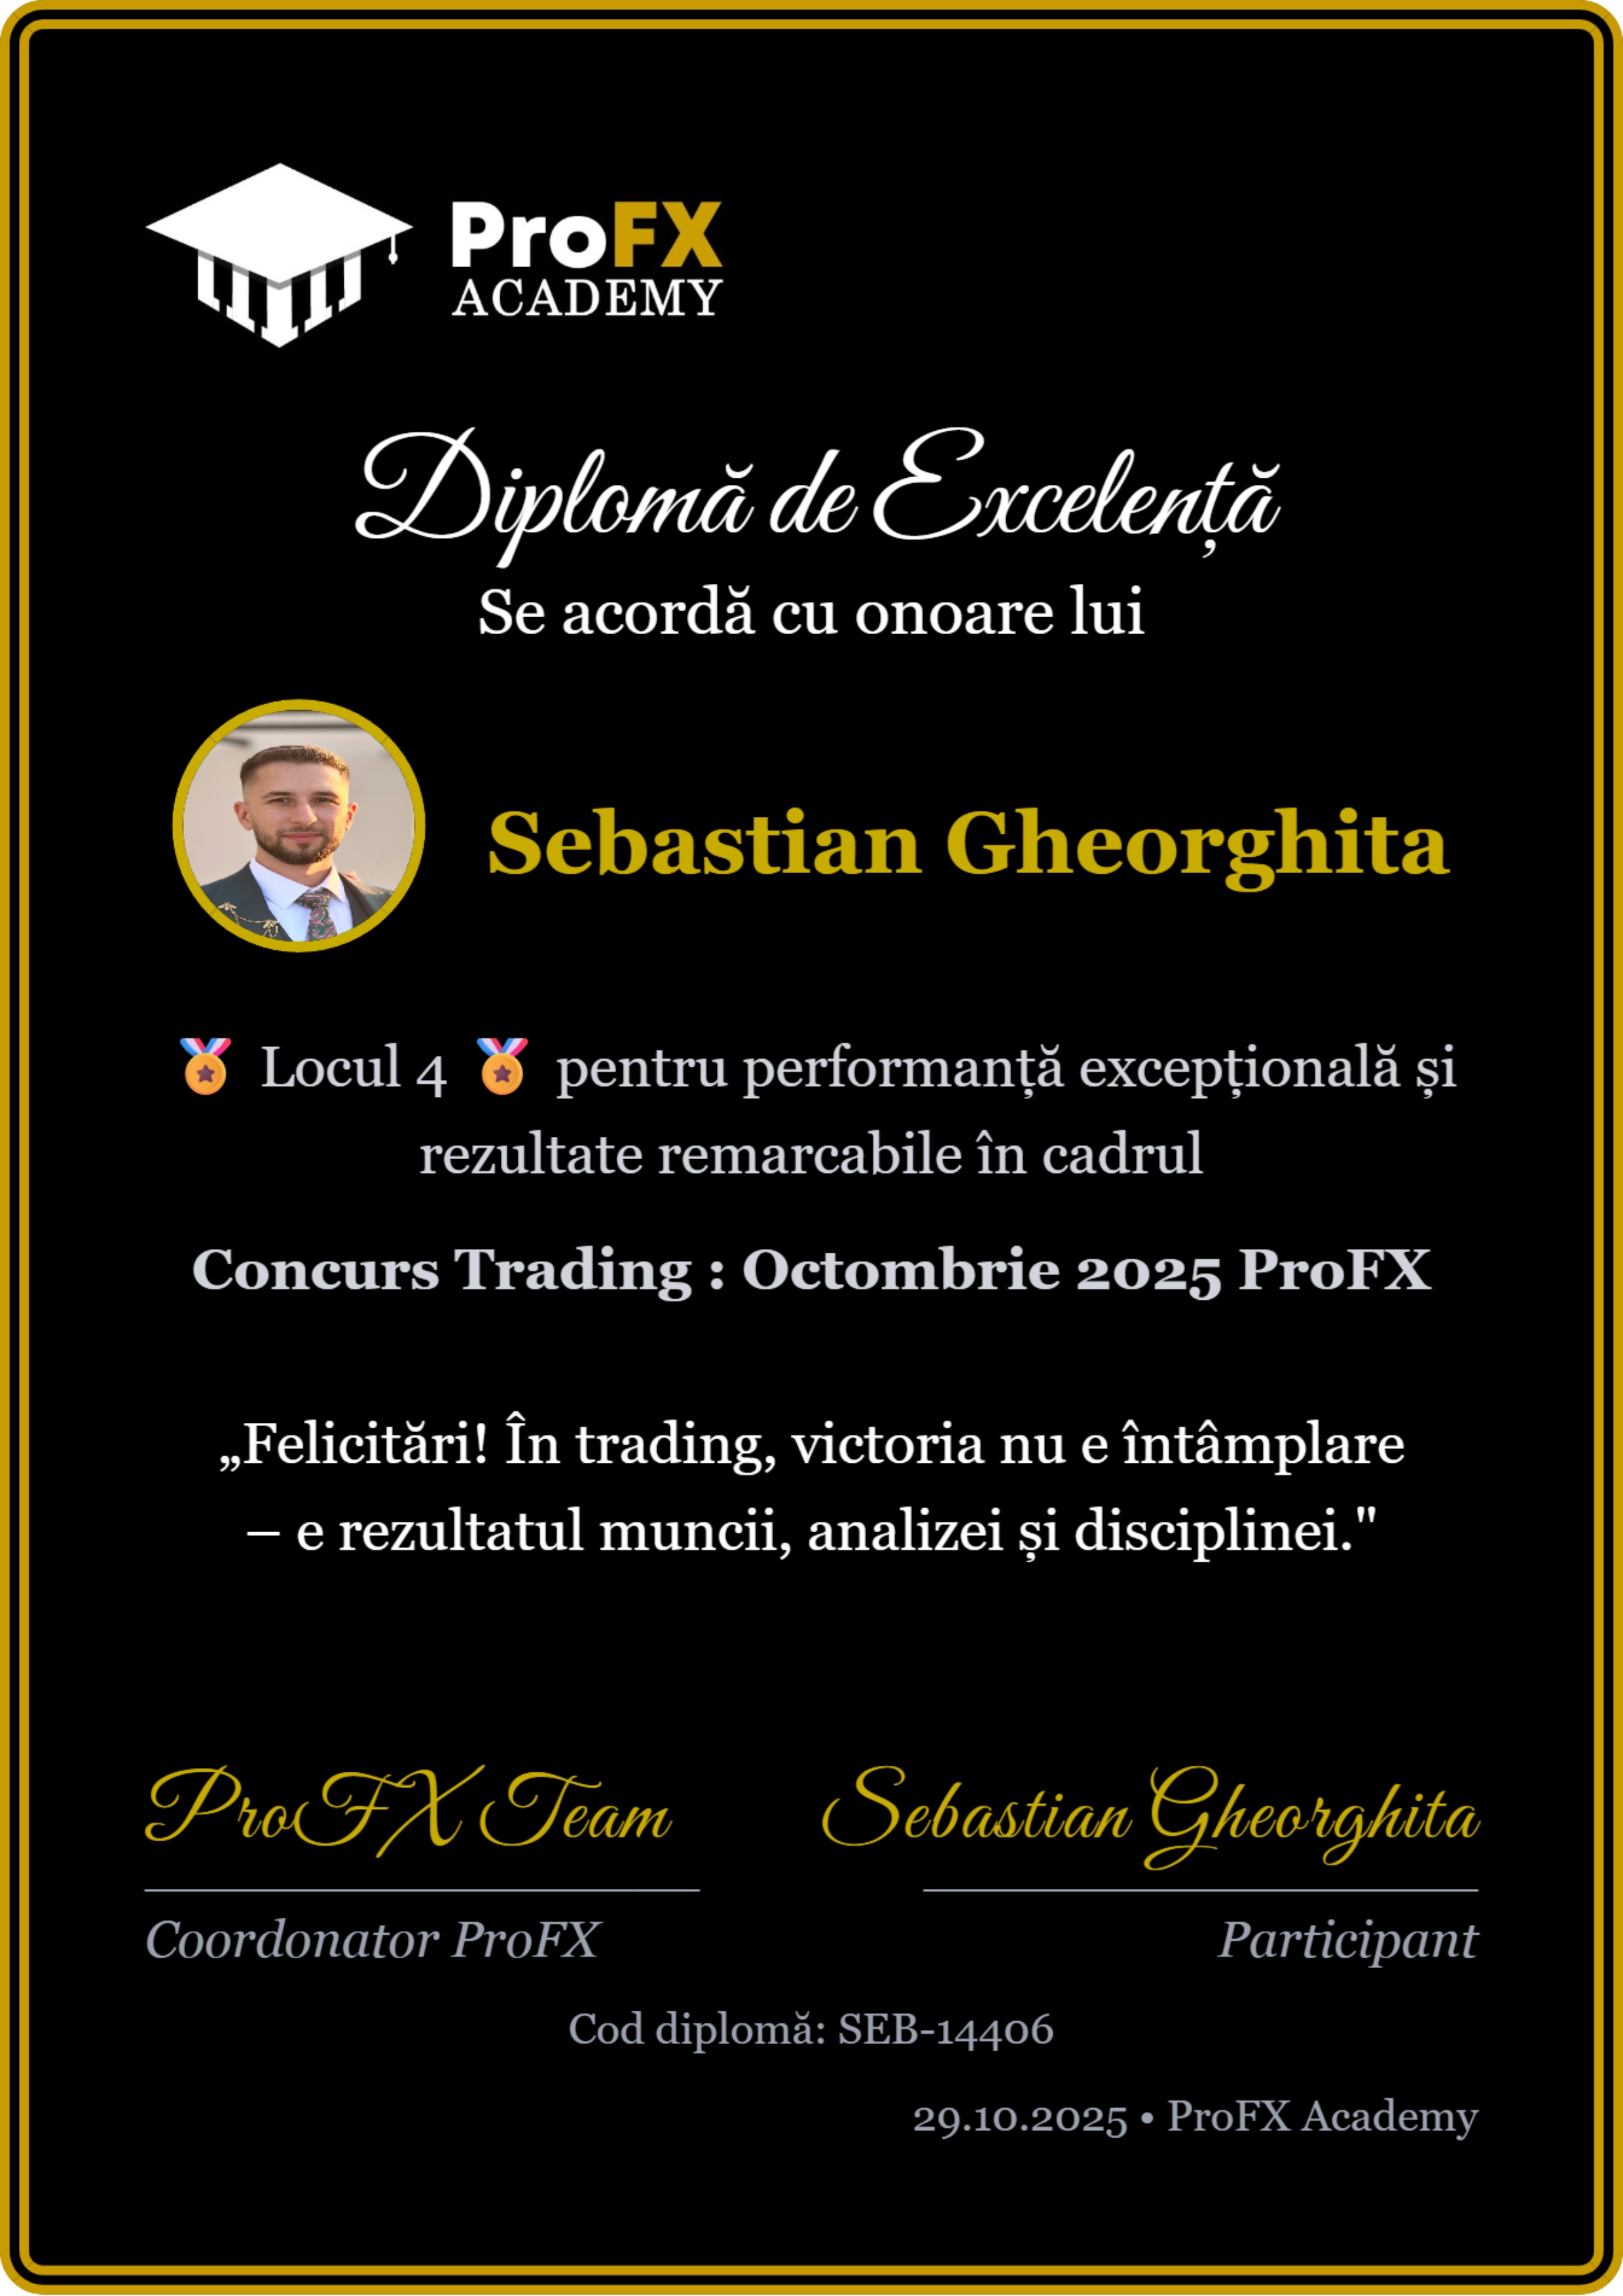 ProFX
ACADEMY
Diplomă de Excelență
Se acordă cu onoare lui
Sebastian Gheorghita
🏅 Locul 4 🏅 pentru performanță excepțională și
rezultate remarcabile în cadrul
Concurs Trading : Octombrie 2025 ProFX
„Felicitări! În trading, victoria nu e întâmplare
– e rezultatul muncii, analizei și disciplinei."
ProFX Team
Sebastian Gheorghita
Coordonator ProFX
Participant
Cod diplomă: SEB-14406
29.10.2025 • ProFX Academy